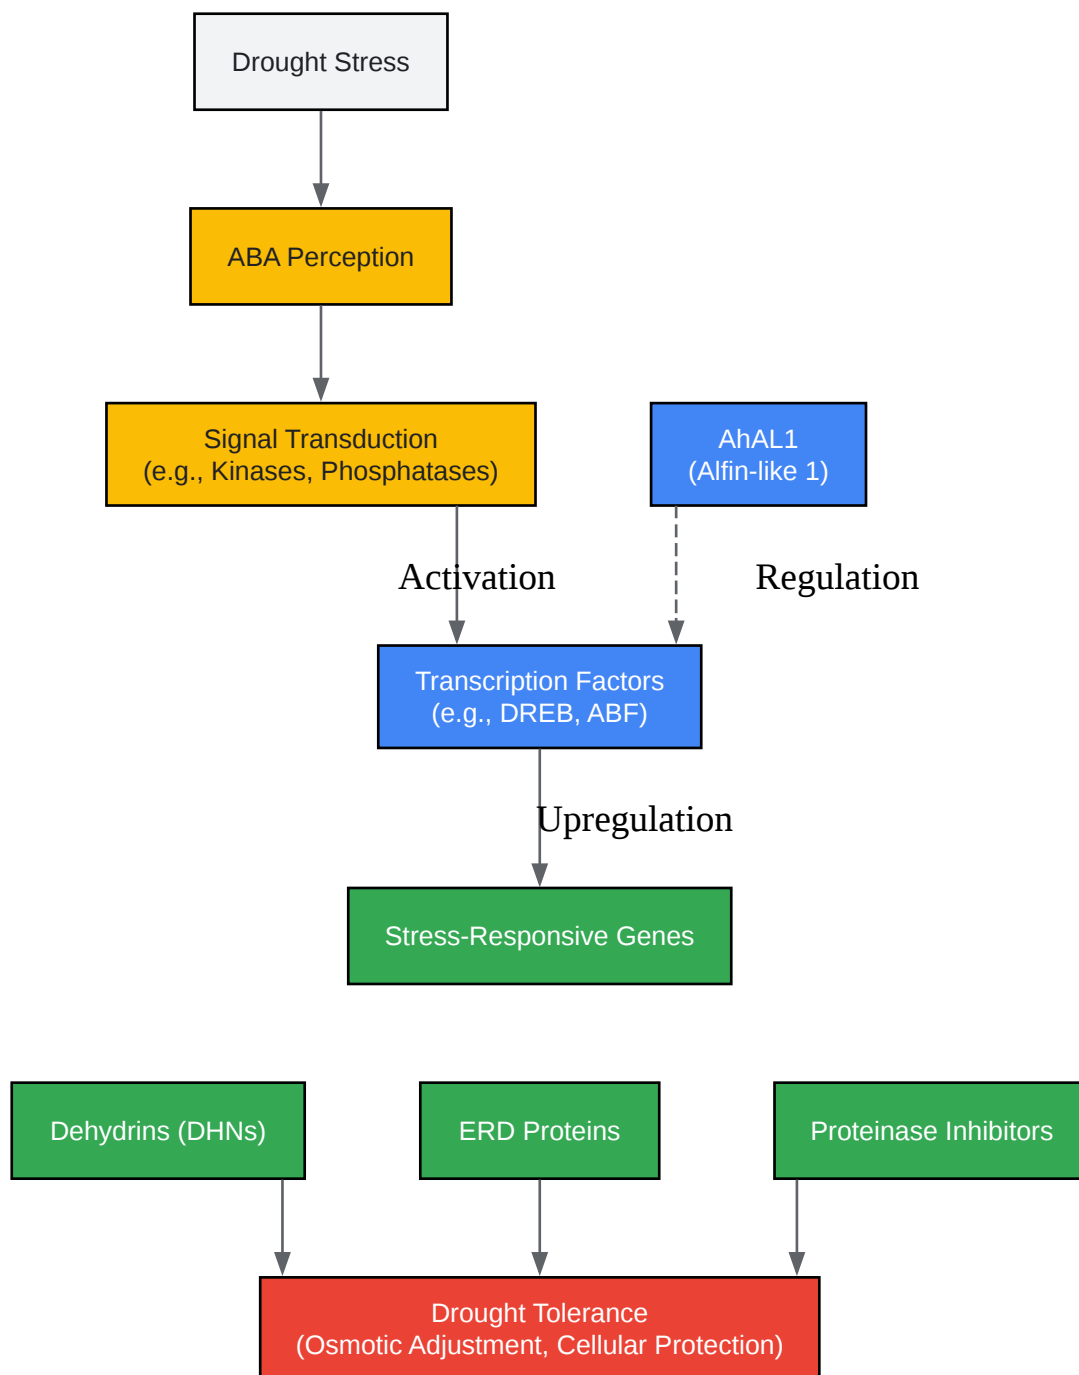 Drought Stress
ABA Perception
Signal Transduction
(e.g., Kinases, Phosphatases)
AhAL1
(Alfin-like 1)
Activation
Regulation
Transcription Factors
(e.g., DREB, ABF)
Upregulation
Stress-Responsive Genes
Dehydrins (DHNs)
ERD Proteins
Proteinase Inhibitors
Drought Tolerance
(Osmotic Adjustment, Cellular Protection)